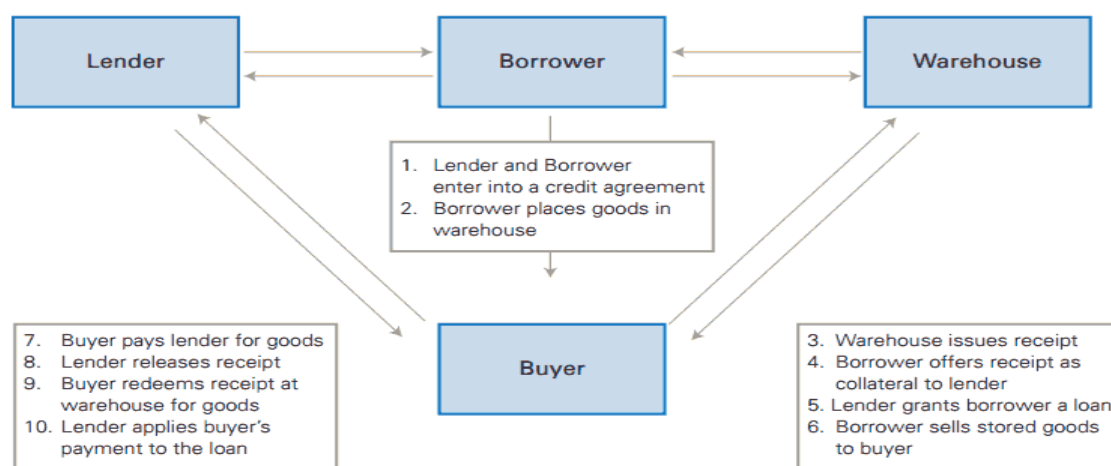 Lender
Borrower
Warehouse
1. Lender and Borrower
enter into a credit agreement
2. Borrower places goods in
warehouse
7. Buyer pays lender for goods
8. Lender releases receipt
9. Buyer redeems receipt at
warehouse for goods
10. Lender applies buyer's
payment to the loan
Buyer
3. Warehouse issues receipt
4. Borrower offers receipt as
collateral to lender
5. Lender grants borrower a loan
6. Borrower sells stored goods
to buyer